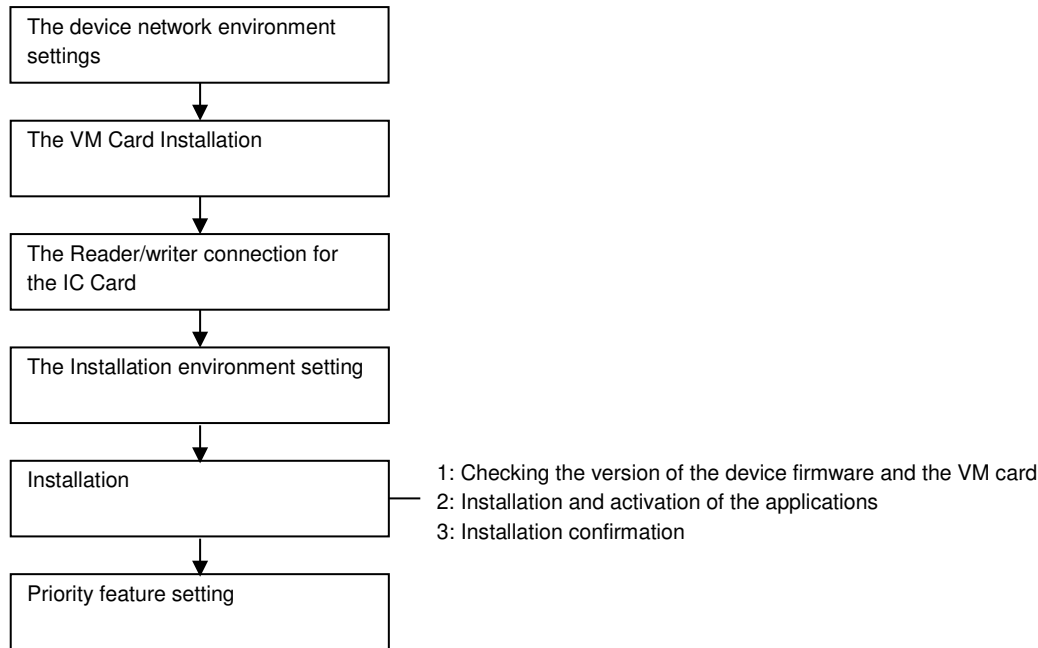 The device network environment
settings
The VM Card Installation
The Reader/writer connection for
the IC Card
The Installation environment setting
Installation
1: Checking the version of the device firmware and the VM card
2: Installation and activation of the applications
3: Installation confirmation
Priority feature setting